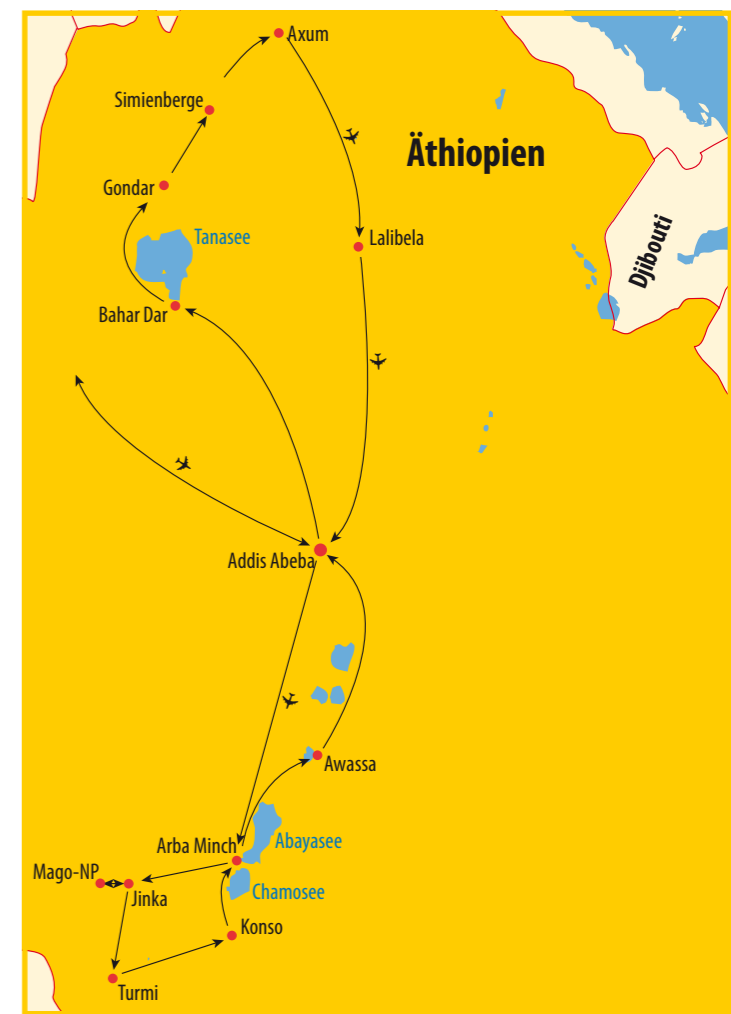 Axum
Simienberge
Äthiopien
Gondar
Tanasee
Lalibela
Djibouti
Bahar Dar
Addis Abeba
Awassa
Arba Minch
Abayasee
Mago-NP
Jinka
Chamosee
Konso
Turmi